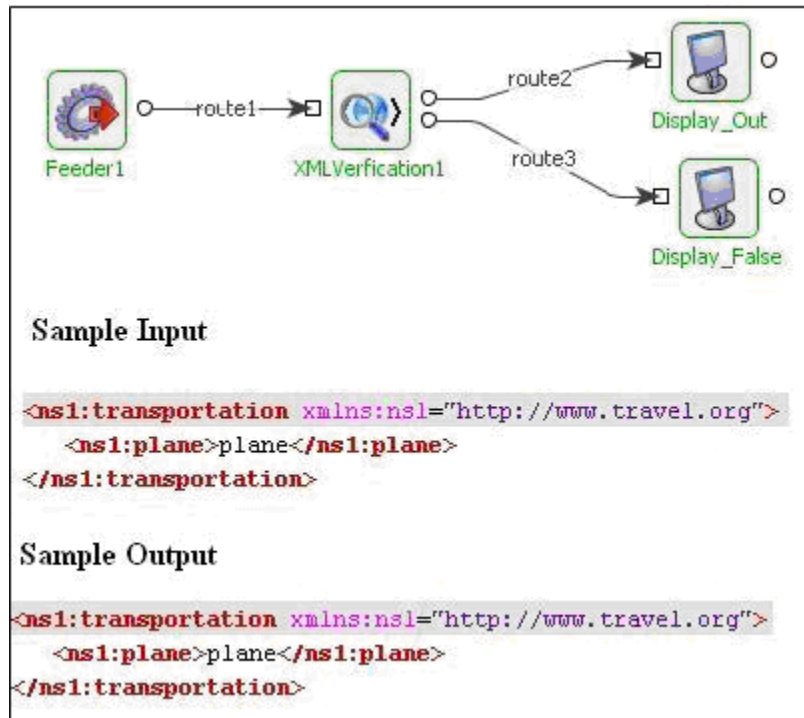 route2
Display_Out
route1
Feeder1
XMLVerfication1
route3
Display_False
Sample Input
<ns1:transportation xmlns:nsl="http://www.travel.org">
<ns1:plane>plane</ns1:plane>
</ns1:transportation>
Sample Output
<ns1:transportation xmlns:nsl="http://www.travel.org">
<ns1:plane>plane</ns1:plane>
</ns1:transportation>